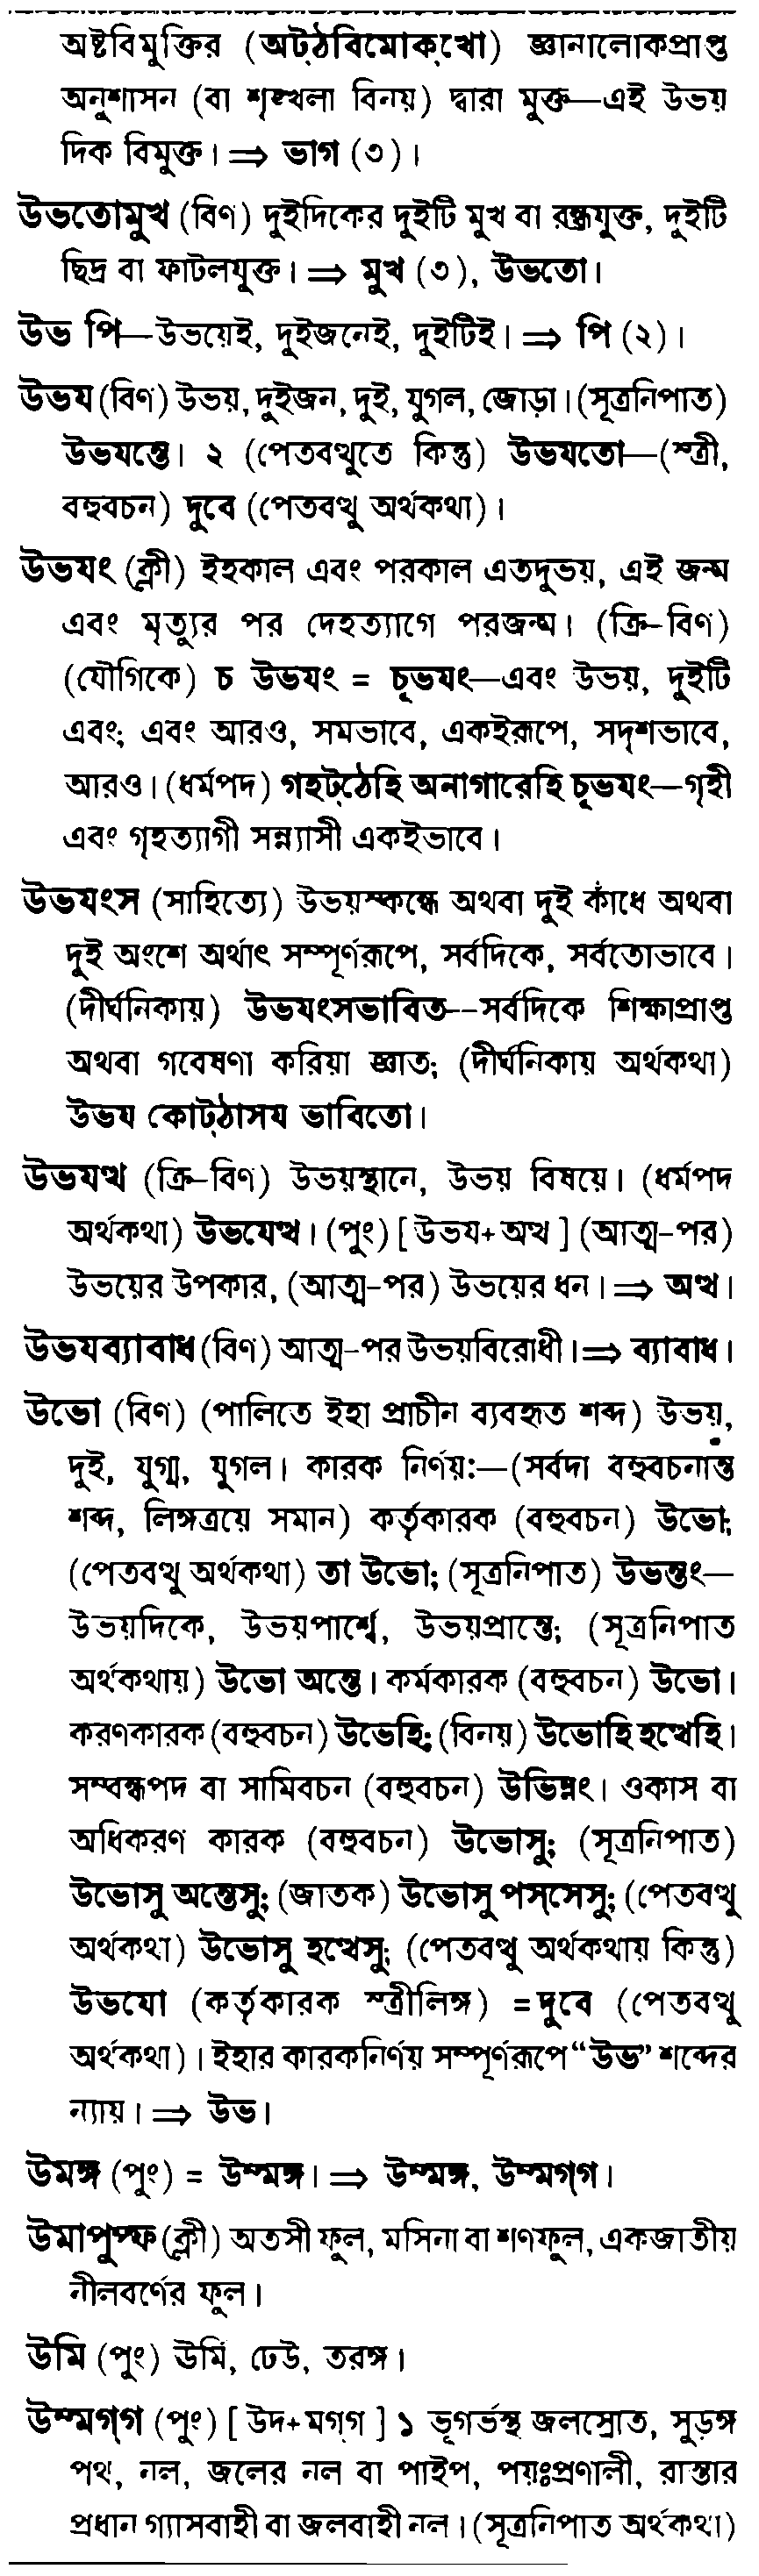 অষ্টবিমুক্তির (অট্‌ঠবিমোক্‌খো) জ্ঞানালোকপ্রাপ্ত
অনুশাসন (বা শৃঙ্খলা বিনয়) দ্বারা মুক্ত—এই উভয়
দিক বিমুক্ত। ⇒ ভাগ (৩)।
উভতোমুখ (বিণ) দুইদিকের দুইটি মুখ বা রন্ধ্রযুক্ত, দুইটি
ছিদ্র বা ফাটলযুক্ত। ⇒ মুখ (৩), উভতো।
উভ পি—উভয়েই, দুইজনেই, দুইটিই। ⇒ পি (২)।
উভয (বিণ) উভয়, দুইজন, দুই, যুগল, জোড়া। (সূত্রনিপাত)
উভযন্তে। ২ (পেতবত্থুতে কিন্তু) উভযতো—(স্ত্রী,
বহুবচন) দুবে (পেতবত্থু অর্থকথা)।
উভযং (ক্লী) ইহকাল এবং পরকাল এতদুভয়, এই জন্ম
এবং মৃত্যুর পর দেহত্যাগে পরজন্ম। (ক্রি-বিণ)
(যৌগিকে) চ উভযং = চূভযং—এবং উভয়, দুইটি
এবং; এবং আরও, সমভাবে, একইরূপে, সদৃশভাবে,
আরও। (ধর্মপদ) গহট্‌ঠেহি অনাগারেহি চূভযং—গৃহী
এবং গৃহত্যাগী সন্ন্যাসী একইভাবে।
উভযংস (সাহিত্যে) উভয়স্কন্ধে অথবা দুই কাঁধে অথবা
দুই অংশে অর্থাৎ সম্পূর্ণরূপে, সর্বদিকে, সর্বতোভাবে।
(দীর্ঘনিকায়) উভযংসভাবিত--সর্বদিকে শিক্ষাপ্রাপ্ত
অথবা গবেষণা করিয়া জ্ঞাত; (দীর্ঘনিকায় অর্থকথা)
উভয কোট্‌ঠাসয ভাবিতো।
উভযত্থ (ক্রি-বিণ) উভয়স্থানে, উভয় বিষয়ে। (ধর্মপদ
অর্থকথা) উভযেত্থ। (পুং) [ উভয+অত্থ ] (আত্ম-পর)
উভয়ের উপকার, (আত্ম-পর) উভয়ের ধন। ⇒ অত্থ।
উভযব্যাবাধ (বিণ) আত্ম-পর উভয়বিরোধী। ⇒ ব্যাবাধ।
উভো (বিণ) (পালিতে ইহা প্রাচীন ব্যবহৃত শব্দ) উভয়,
দুই, যুগ্ম, যুগল। কারক নির্ণয়:—(সর্বদা বহুবচনান্ত
শব্দ, লিঙ্গত্রয়ে সমান) কর্তৃকারক (বহুবচন) উভো;
(পেতবত্থু অর্থকথা) তা উভো; (সূত্রনিপাত) উভন্তং—
উভয়দিকে, উভয়পার্শ্বে, উভয়প্রান্তে; (সূত্রনিপাত
অর্থকথায়) উভো অন্তে। কর্মকারক (বহুবচন) উভো।
করণকারক (বহুবচন) উভেহি; (বিনয়) উভোহি হত্থেহি।
সম্বন্ধপদ বা সামিবচন (বহুবচন) উভিন্নং। ওকাস বা
অধিকরণ কারক (বহুবচন) উভোসু; (সূত্রনিপাত)
উভোসু অন্তেসু; (জাতক) উভোসু পস্‌সেসু; (পেতবত্থু
অর্থকথা) উভোসু হত্থেসু; (পেতবত্থু অর্থকথায় কিন্তু)
উভযো (কর্তৃকারক স্ত্রীলিঙ্গ) = দুবে (পেতবত্থু
অর্থকথা)। ইহার কারকনির্ণয় সম্পূর্ণরূপে “উভ” শব্দের
ন্যায়। ⇒ উভ।
উমঙ্গ (পুং) = উম্মঙ্গ। ⇒ উম্মঙ্গ, উম্মগ্‌গ।
উমাপুপ্ফ (ক্লী) অতসী ফুল, মসিনা বা শণফুল, একজাতীয়
নীলবর্ণের ফুল।
উমি (পুং) ঊর্মি, ঢেউ, তরঙ্গ।
উম্মগ্‌গ (পুং) [ উদ+মগ্‌গ ] ১ ভূগর্ভস্থ জলস্রোত, সুড়ঙ্গ
পথ, নল, জলের নল বা পাইপ, পয়ঃপ্রণালী, রাস্তার
প্রধান গ্যাসবাহী বা জলবাহী নল। (সূত্রনিপাত অর্থকথা)